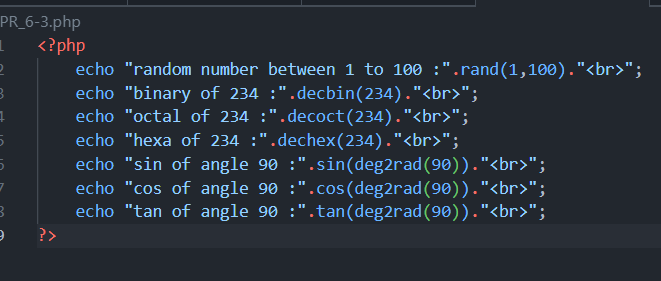 PR_6-3.php
1 <?php
2 echo "random number between 1 to 100 :".rand(1,100)."<br>";
3 echo "binary of 234 :".decbin(234)."<br>";
4 echo "octal of 234 :".decoct(234)."<br>";
5 echo "hexa of 234 :".dechex(234)."<br>";
6 echo "sin of angle 90 :".sin(deg2rad(90))."<br>";
7 echo "cos of angle 90 :".cos(deg2rad(90))."<br>";
8 echo "tan of angle 90 :".tan(deg2rad(90))."<br>";
9 ?>